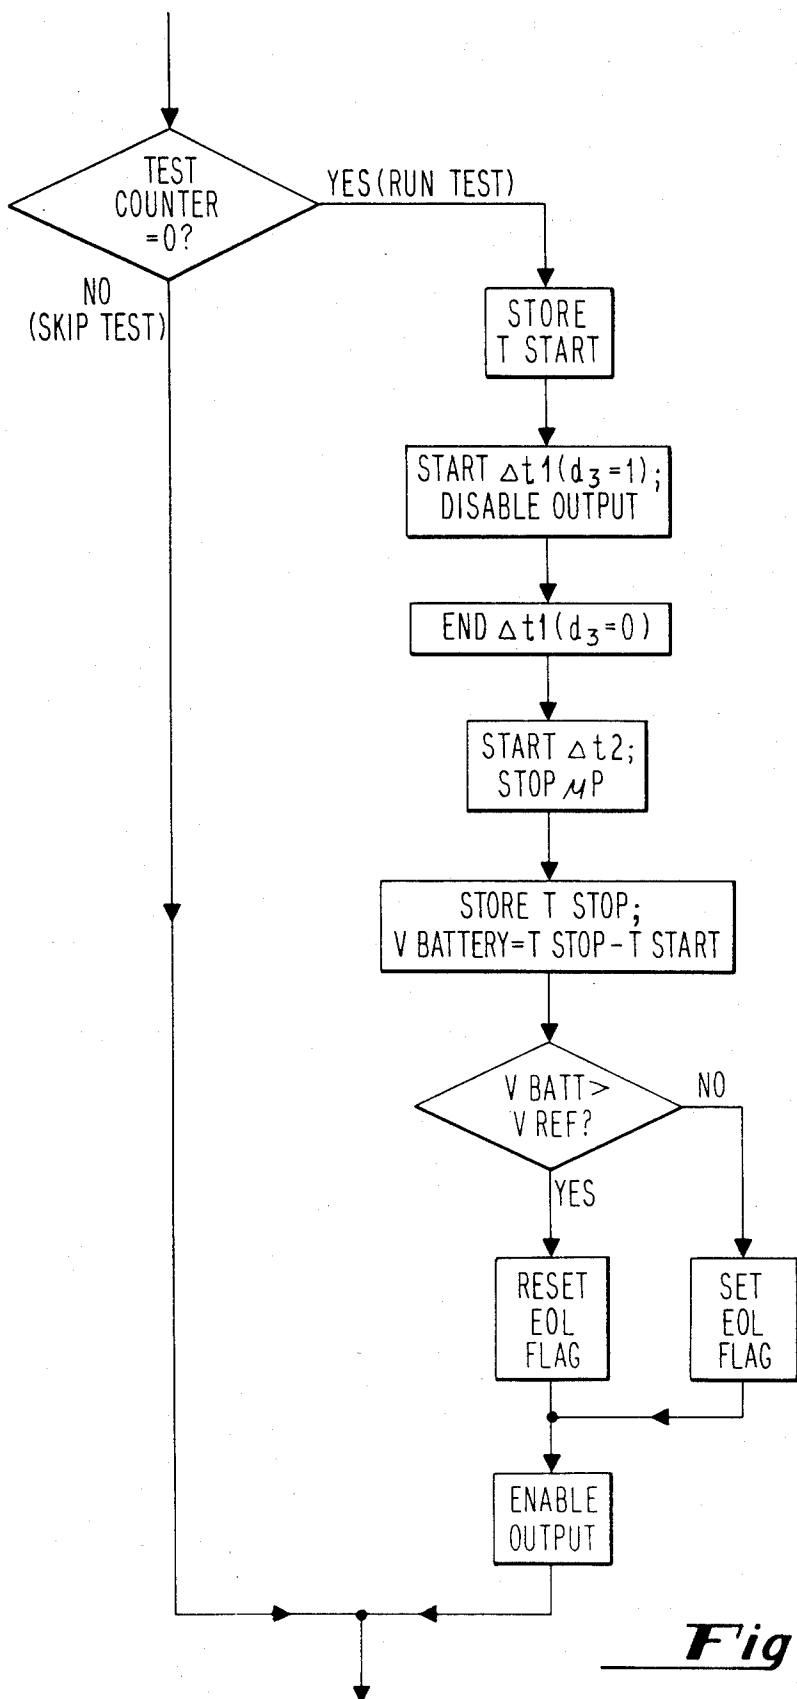 TEST
COUNTER
=0?
YES (RUN TEST)
NO
(SKIP TEST)
STORE
T START
START Δt1(d₃=1);
DISABLE OUTPUT
END Δt1(d₃=0)
START Δt2;
STOP μP
STORE T STOP;
V BATTERY=T STOP-T START
V BATT>
V REF?
NO
YES
RESET
EOL
FLAG
SET
EOL
FLAG
ENABLE
OUTPUT
Fig